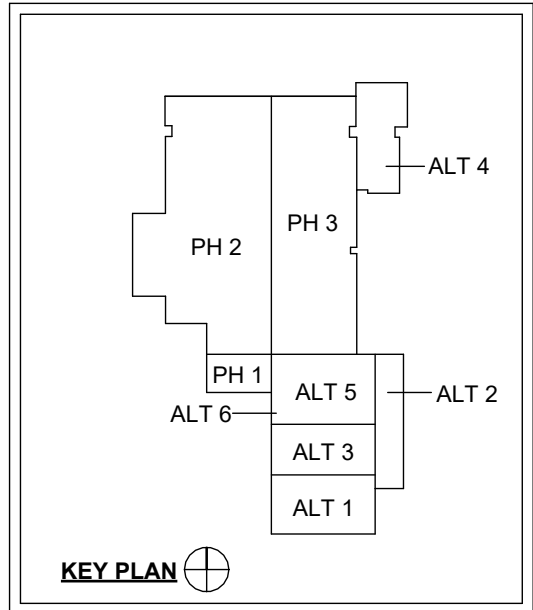 ALT 4
PH 3
PH 2
PH 1
ALT 5
ALT 2
ALT 6
ALT 3
ALT 1
KEY PLAN